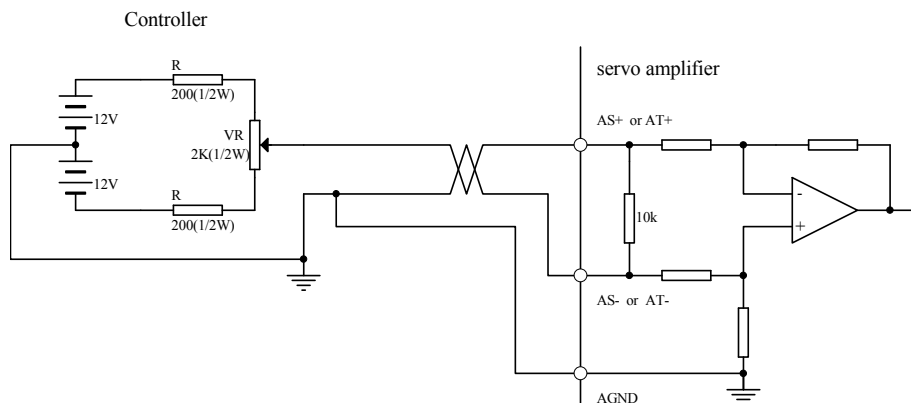 Controller
servo amplifier
R
200(1/2W)
12V
VR
2K(1/2W)
12V
R
200(1/2W)
AS+ or AT+
10k
-
+
AS- or AT-
AGND